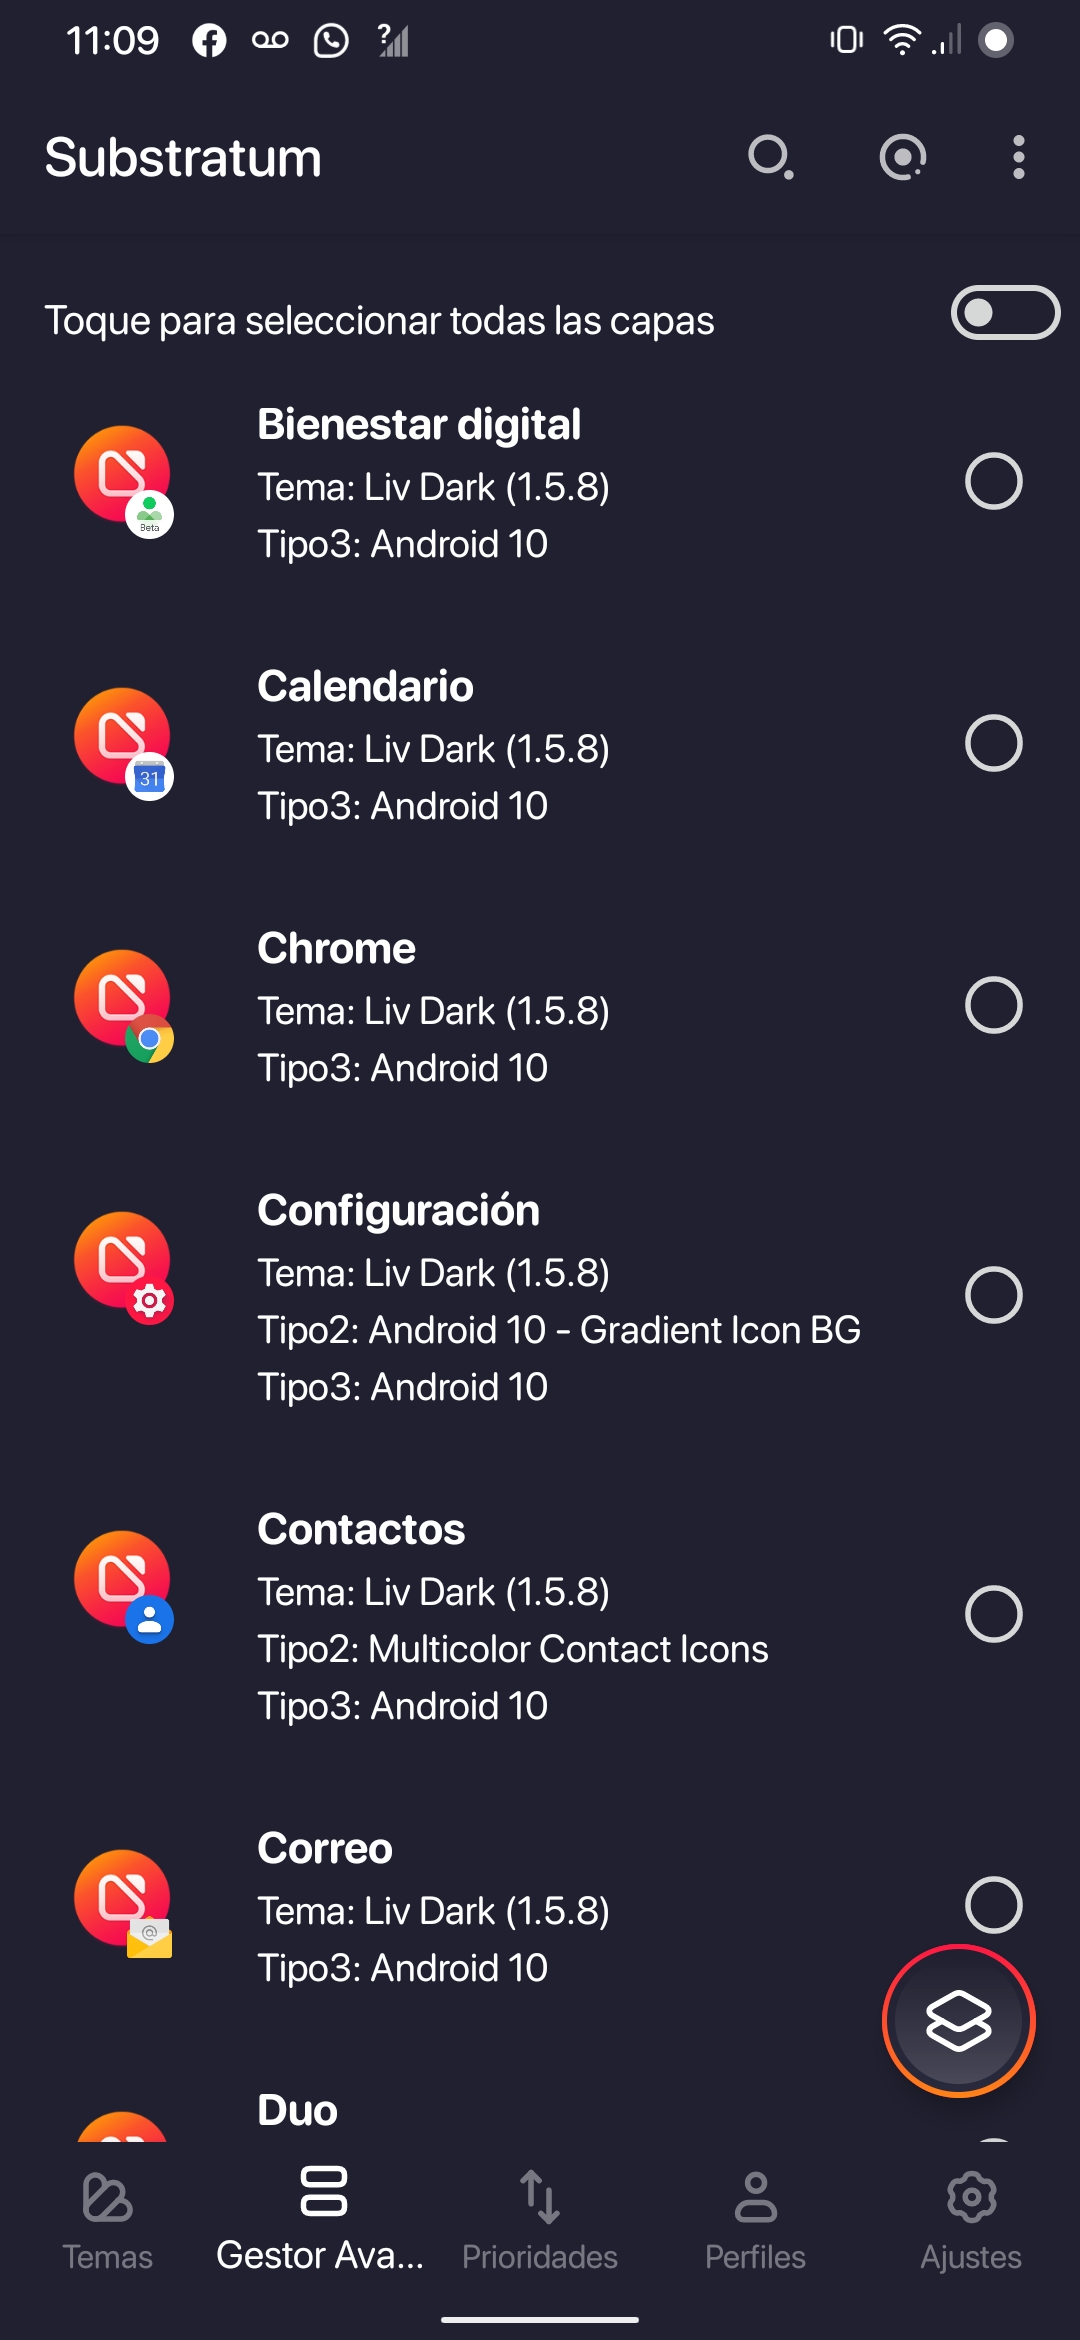 11:09
Substratum
Toque para seleccionar todas las capas
Bienestar digital
Tema: Liv Dark (1.5.8)
Tipo3: Android 10
Beta
Calendario
Tema: Liv Dark (1.5.8)
Tipo3: Android 10
31
Chrome
Tema: Liv Dark (1.5.8)
Tipo3: Android 10
Configuración
Tema: Liv Dark (1.5.8)
Tipo2: Android 10 - Gradient Icon BG
Tipo3: Android 10
Contactos
Tema: Liv Dark (1.5.8)
Tipo2: Multicolor Contact Icons
Tipo3: Android 10
Correo
Tema: Liv Dark (1.5.8)
Tipo3: Android 10
Duo
Temas
Gestor Ava...
Prioridades
Perfiles
Ajustes